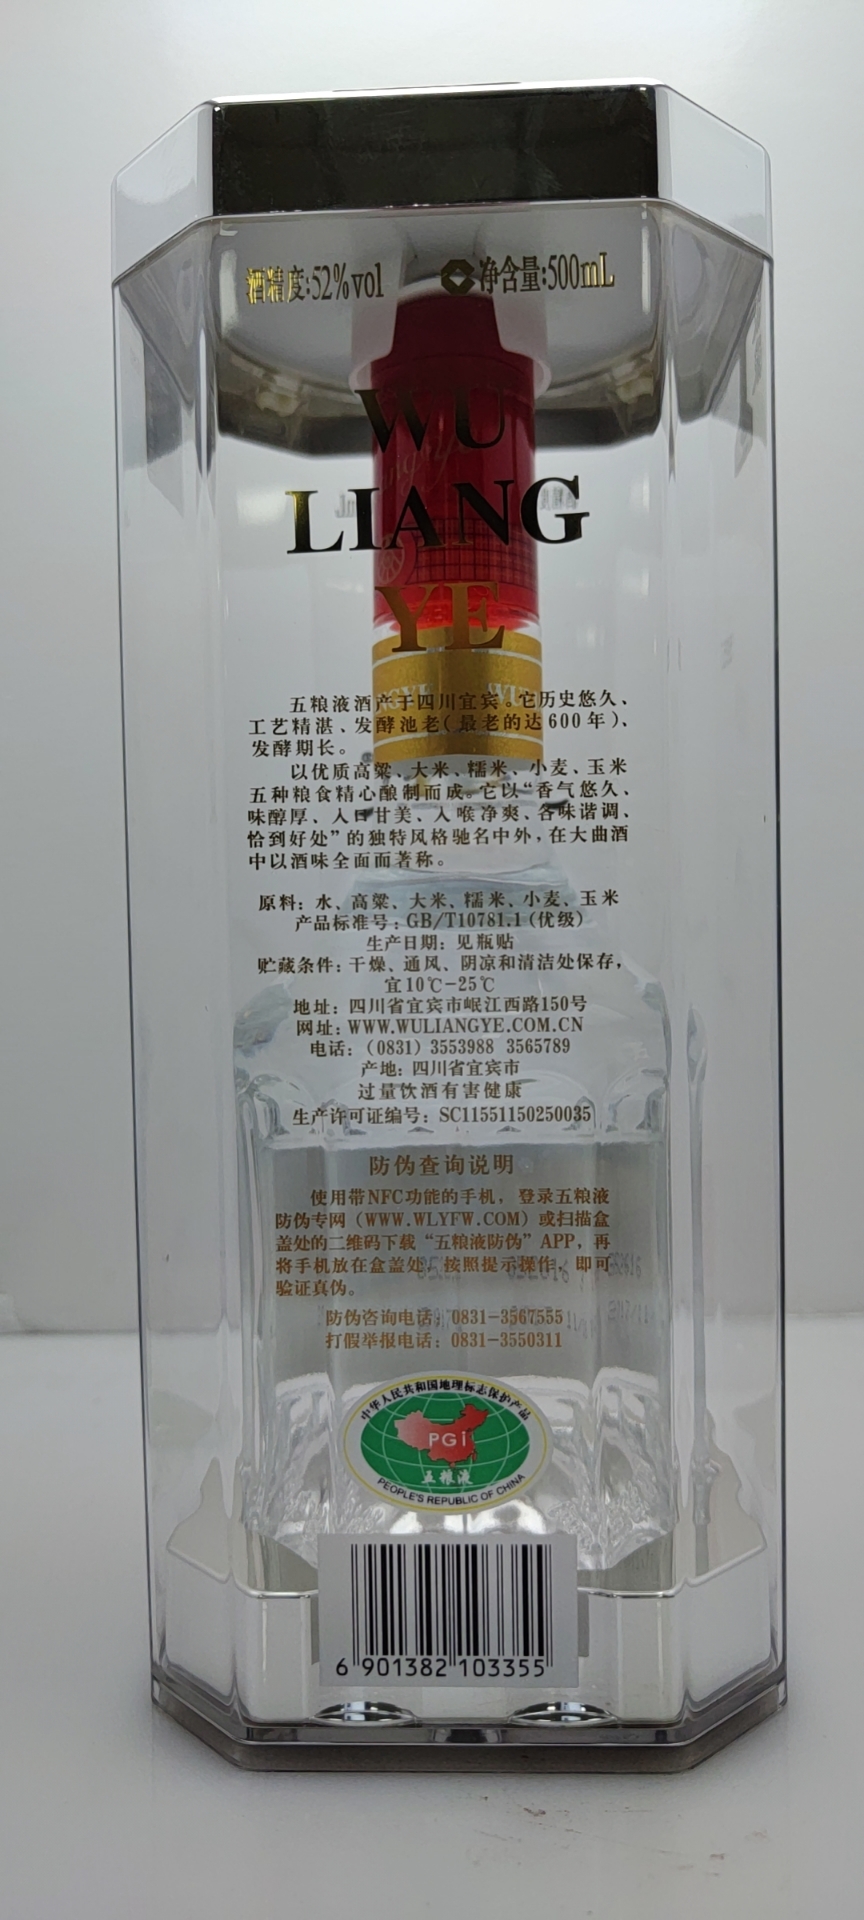 酒精度:52%vol 净含量:500mL
WU
LIANG
YE
五粮液酒产于四川宜宾。它历史悠久、
工艺精湛、发酵池老(最老的达600年)、
发酵期长。
以优质高粱、大米、糯米、小麦、玉米
五种粮食精心酿制而成。它以“香气悠久、
味醇厚、入口甘美、入喉净爽、各味谐调、
恰到好处”的独特风格驰名中外,在大曲酒
中以酒味全面而著称。
原料: 水、高粱、大米、糯米、小麦、玉米
产品标准号:GB/T10781.1(优级)
生产日期: 见瓶贴
贮藏条件:干燥、通风、阴凉和清洁处保存,
宜10℃-25℃
地址: 四川省宜宾市岷江西路150号
网址:WWW.WULIANGYE.COM.CN
电话: (0831) 3553988 3565789
产地: 四川省宜宾市
过量饮酒有害健康
生产许可证编号: SC11551150250035
防伪查询说明
使用带NFC功能的手机, 登录五粮液
防伪专网 (WWW.WLYFW.COM) 或扫描盒
盖处的二维码下载“五粮液防伪”APP,再
将手机放在盒盖处,按照提示操作,即可
验证真伪。
防伪咨询电话: 0831-3567555
打假举报电话: 0831-3550311
中华人民共和国地理标志保护产品
PGI
五粮液
PEOPLE'S REPUBLIC OF CHINA
6 901382 103355